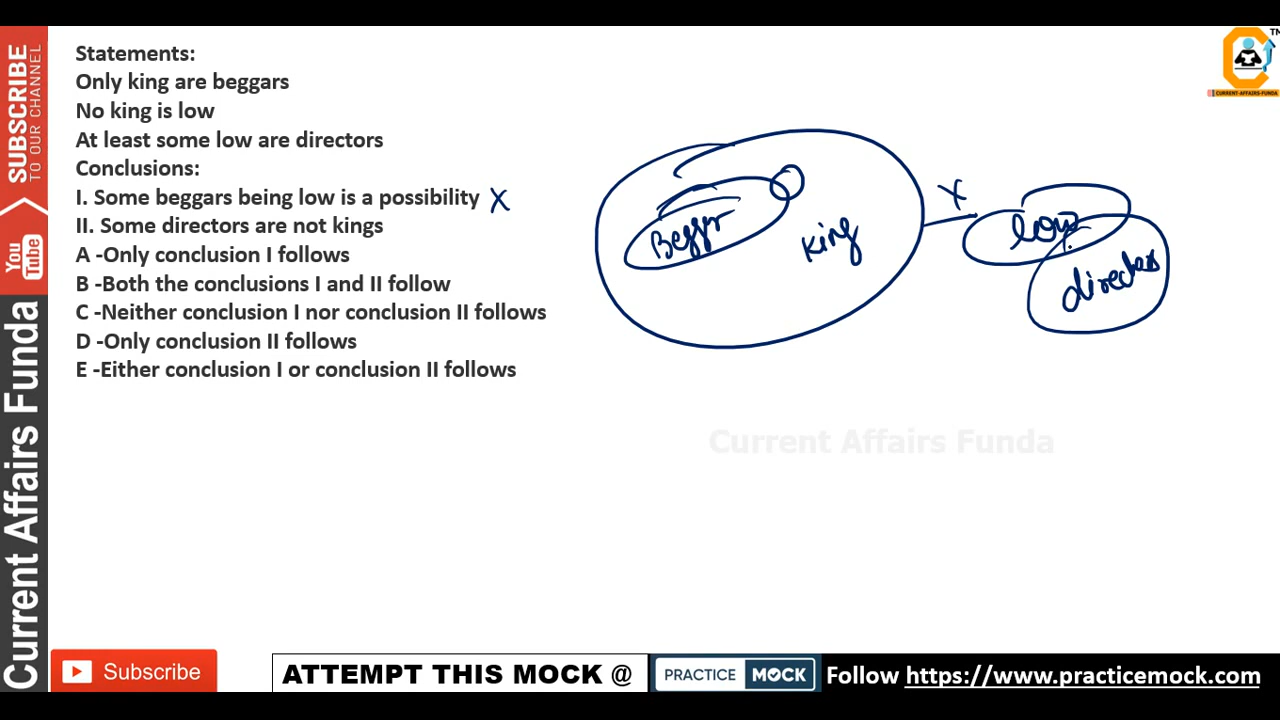 SUBSCRIBE
TO OUR CHANNEL
You
Tube
Current Affairs Funda
Statements:
Only king are beggars
No king is low
At least some low are directors
Conclusions:
I. Some beggars being low is a possibility X
II. Some directors are not kings
A -Only conclusion I follows
B -Both the conclusions I and II follow
C -Neither conclusion I nor conclusion II follows
D -Only conclusion II follows
E -Either conclusion I or conclusion II follows
Beggr
King
X
low
TM
CURRENT-AFFAIRS-FUNDA
Current Affairs Funda
Subscribe
ATTEMPT THIS MOCK @
PRACTICE MOCK
Follow https://www.practicemock.com